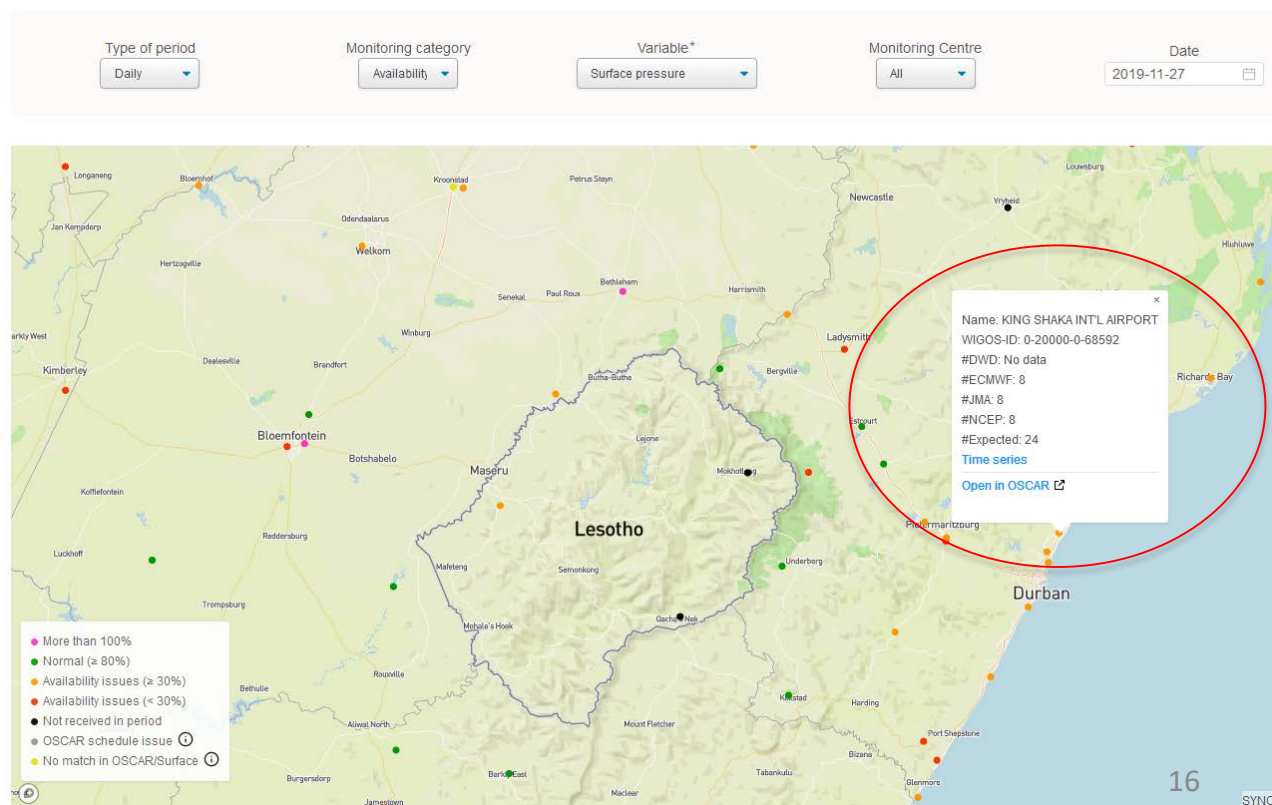 Type of period
Monitoring category
Variable*
Monitoring Centre
Date
Daily
Availability
Surface pressure
All
2019-11-27
Longaneng
Bloemhof
Kroonstad
Petrus Steyn
Newcastle
Vryheid
Louwsburg
Jan Kempdorp
Odendaalsrus
Welkom
Hertzogville
Hluhluwe
Bethlehem
Senekal
Paul Roux
Harrismith
Winburg
Ladysmith
Kimberley
Dealesville
Brandfort
Butha-Buthe
Bergville
Richards Bay
Name: KING SHAKA INT'L AIRPORT
WIGOS-ID: 0-20000-0-68592
#DWD: No data
#ECMWF: 8
#JMA: 8
#NCEP: 8
#Expected: 24
Time series
Open in OSCAR
Estcourt
Bloemfontein
Lejone
Botshabelo
Maseru
Mokhotlong
Koffiefontein
Lesotho
Pietermaritzburg
Reddersburg
Luckhoff
Mafeteng
Semonkong
Underberg
Durban
Trompsburg
Mohale's Hoek
Qacha's Nek
More than 100%
Normal (≥ 80%)
Availability issues (≥ 30%)
Availability issues (< 30%)
Not received in period
OSCAR schedule issue
No match in OSCAR/Surface
Rouxville
Bethulie
Kokstad
Harding
Aliwal North
Mount Fletcher
Port Shepstone
Bizana
Burgersdorp
Barkly East
Tabankulu
Glenmore
Maclear
Jamestown
16